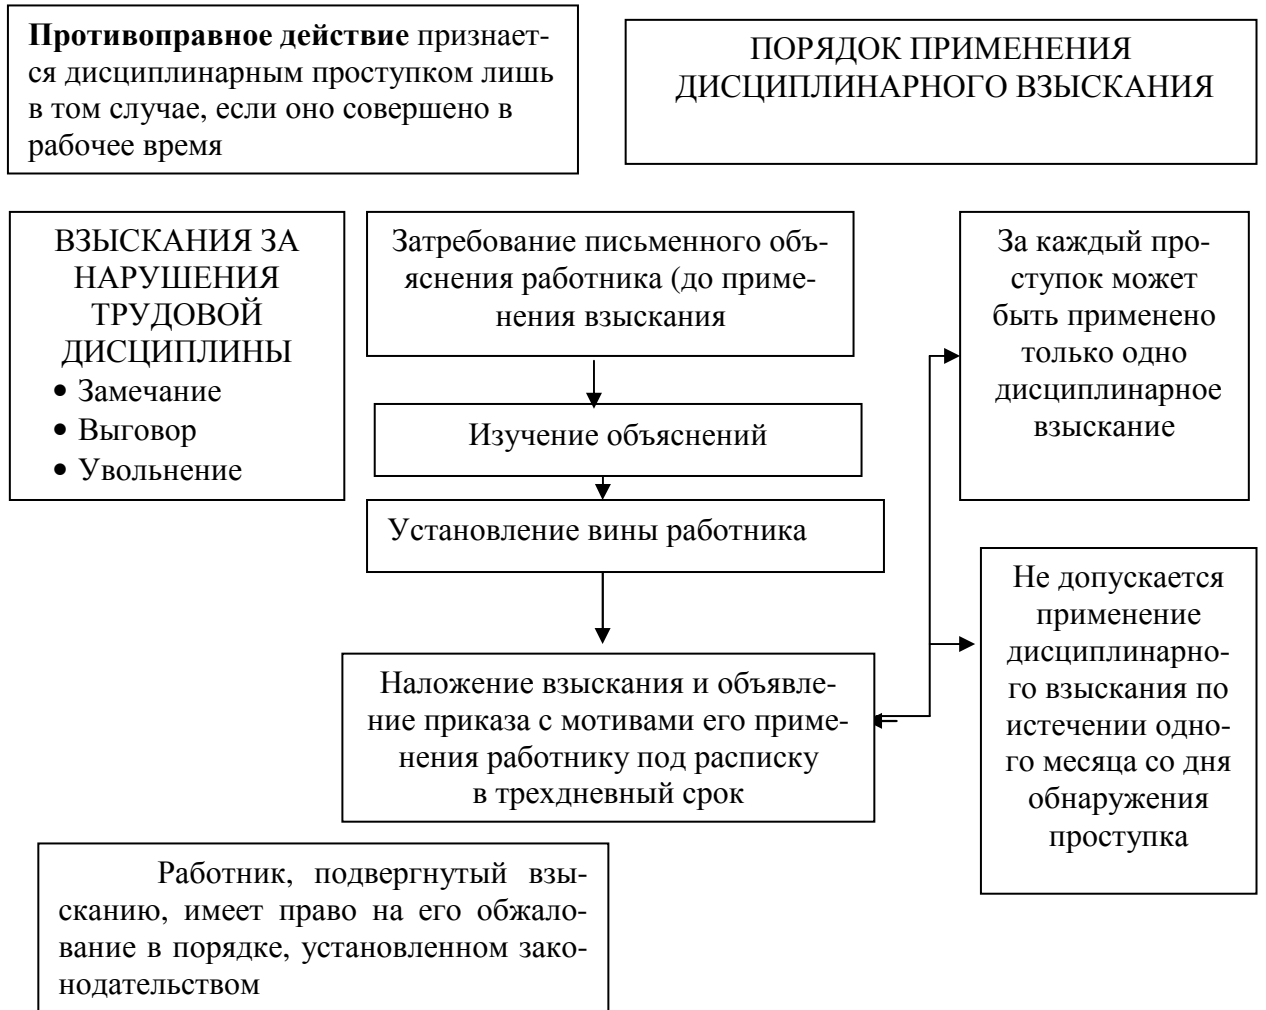 Противоправное действие признает-
ся дисциплинарным проступком лишь
в том случае, если оно совершено в
рабочее время
ПОРЯДОК ПРИМЕНЕНИЯ
ДИСЦИПЛИНАРНОГО ВЗЫСКАНИЯ
ВЗЫСКАНИЯ ЗА
НАРУШЕНИЯ
ТРУДОВОЙ
ДИСЦИПЛИНЫ
• Замечание
• Выговор
• Увольнение
Затребование письменного объ-
яснения работника (до приме-
нения взыскания
Изучение объяснений
Установление вины работника
Наложение взыскания и объявле-
ние приказа с мотивами его приме-
нения работнику под расписку
в трехдневный срок
За каждый про-
ступок может
быть применено
только одно
дисциплинарное
взыскание
Не допускается
применение
дисциплинарно-
го взыскания по
истечении одно-
го месяца со дня
обнаружения
проступка
Работник, подвергнутый взы-
сканию, имеет право на его обжало-
вание в порядке, установленном зако-
нодательством